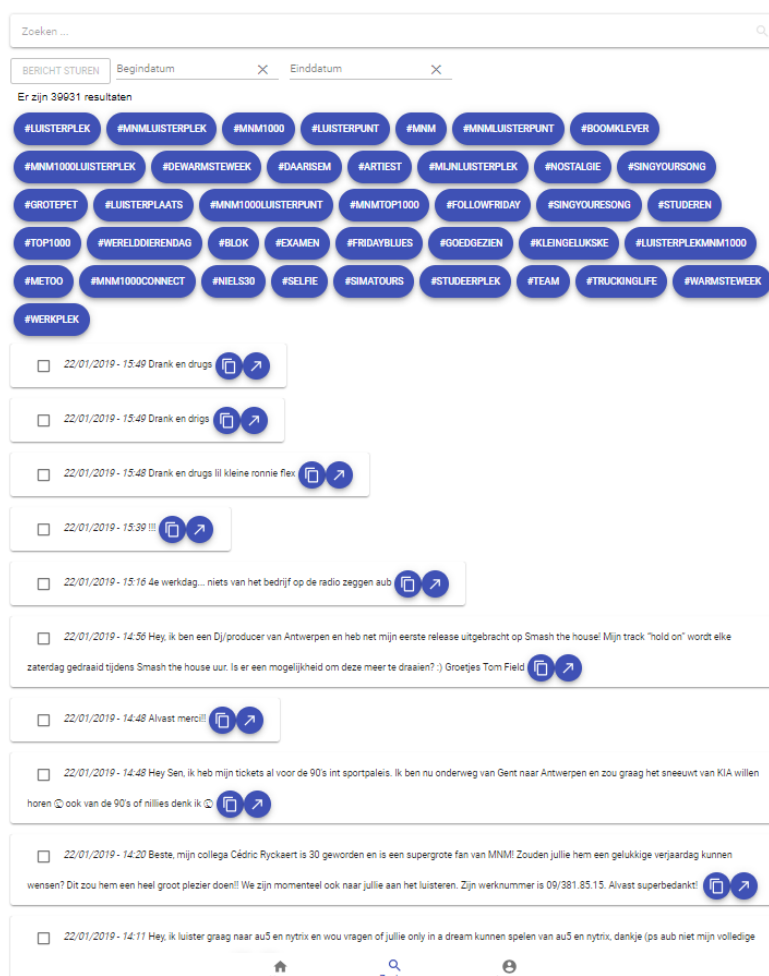 Zoeken ...
BERICHT STUREN Begindatum Einddatum
Er zijn 39931 resultaten
#LUISTERPLEK #MNMLUISTERPLEK #MNM1000 #LUISTERPUNT #MNM #MNMLUISTERPUNT #BOOMKLEVER
#MNM1000LUISTERPLEK #DEWARMSTEWEEK #DAARISEM #ARTIEST #MIJNLUISTERPLEK #NOSTALGIE #SINGYOURSONG
#GROTEPET #LUISTERPLAATS #MNM1000LUISTERPUNT #MNMTOP1000 #FOLLOWFRIDAY #SINGYOURESONG #STUDEREN
#TOP1000 #WERELDDIERENDAG #BLOK #EXAMEN #FRIDAYBLUES #GOEDGEZIEN #KLEINGELUKSKE #LUISTERPLEKMNM1000
#METOO #MNM1000CONNECT #NIELS30 #SELFIE #SIMATOURS #STUDEERPLEK #TEAM #TRUCKINGLIFE #WARMSTEWEEK
#WERKPLEK
22/01/2019 - 15:49 Drank en drugs
22/01/2019 - 15:49 Drank en drigs
22/01/2019 - 15:48 Drank en drugs lil kleine ronnie flex
22/01/2019 - 15:39 !!!
22/01/2019 - 15:16 4e werkdag... niets van het bedrijf op de radio zeggen aub
22/01/2019 - 14:56 Hey, ik ben een Dj/producer van Antwerpen en heb net mijn eerste release uitgebracht op Smash the house! Mijn track "hold on" wordt elke
zaterdag gedraaid tijdens Smash the house uur. Is er een mogelijkheid om deze meer te draaien? :) Groetjes Tom Field
22/01/2019 - 14:48 Alvast merci!!
22/01/2019 - 14:48 Hey Sen, ik heb mijn tickets al voor de 90's int sportpaleis. Ik ben nu onderweg van Gent naar Antwerpen en zou graag het sneeuwt van KIA willen
horen ook van de 90's of nillies denk ik
22/01/2019 - 14:20 Beste, mijn collega Cédric Ryckaert is 30 geworden en is een supergrote fan van MNM! Zouden jullie hem een gelukkige verjaardag kunnen
wensen? Dit zou hem een heel groot plezier doen!! We zijn momenteel ook naar jullie aan het luisteren. Zijn werknummer is 09/381.85.15. Alvast superbedankt!
22/01/2019 - 14:11 Hey, ik luister graag naar au5 en nytrix en wou vragen of jullie only in a dream kunnen spelen van au5 en nytrix, dankje (ps aub niet mijn volledige